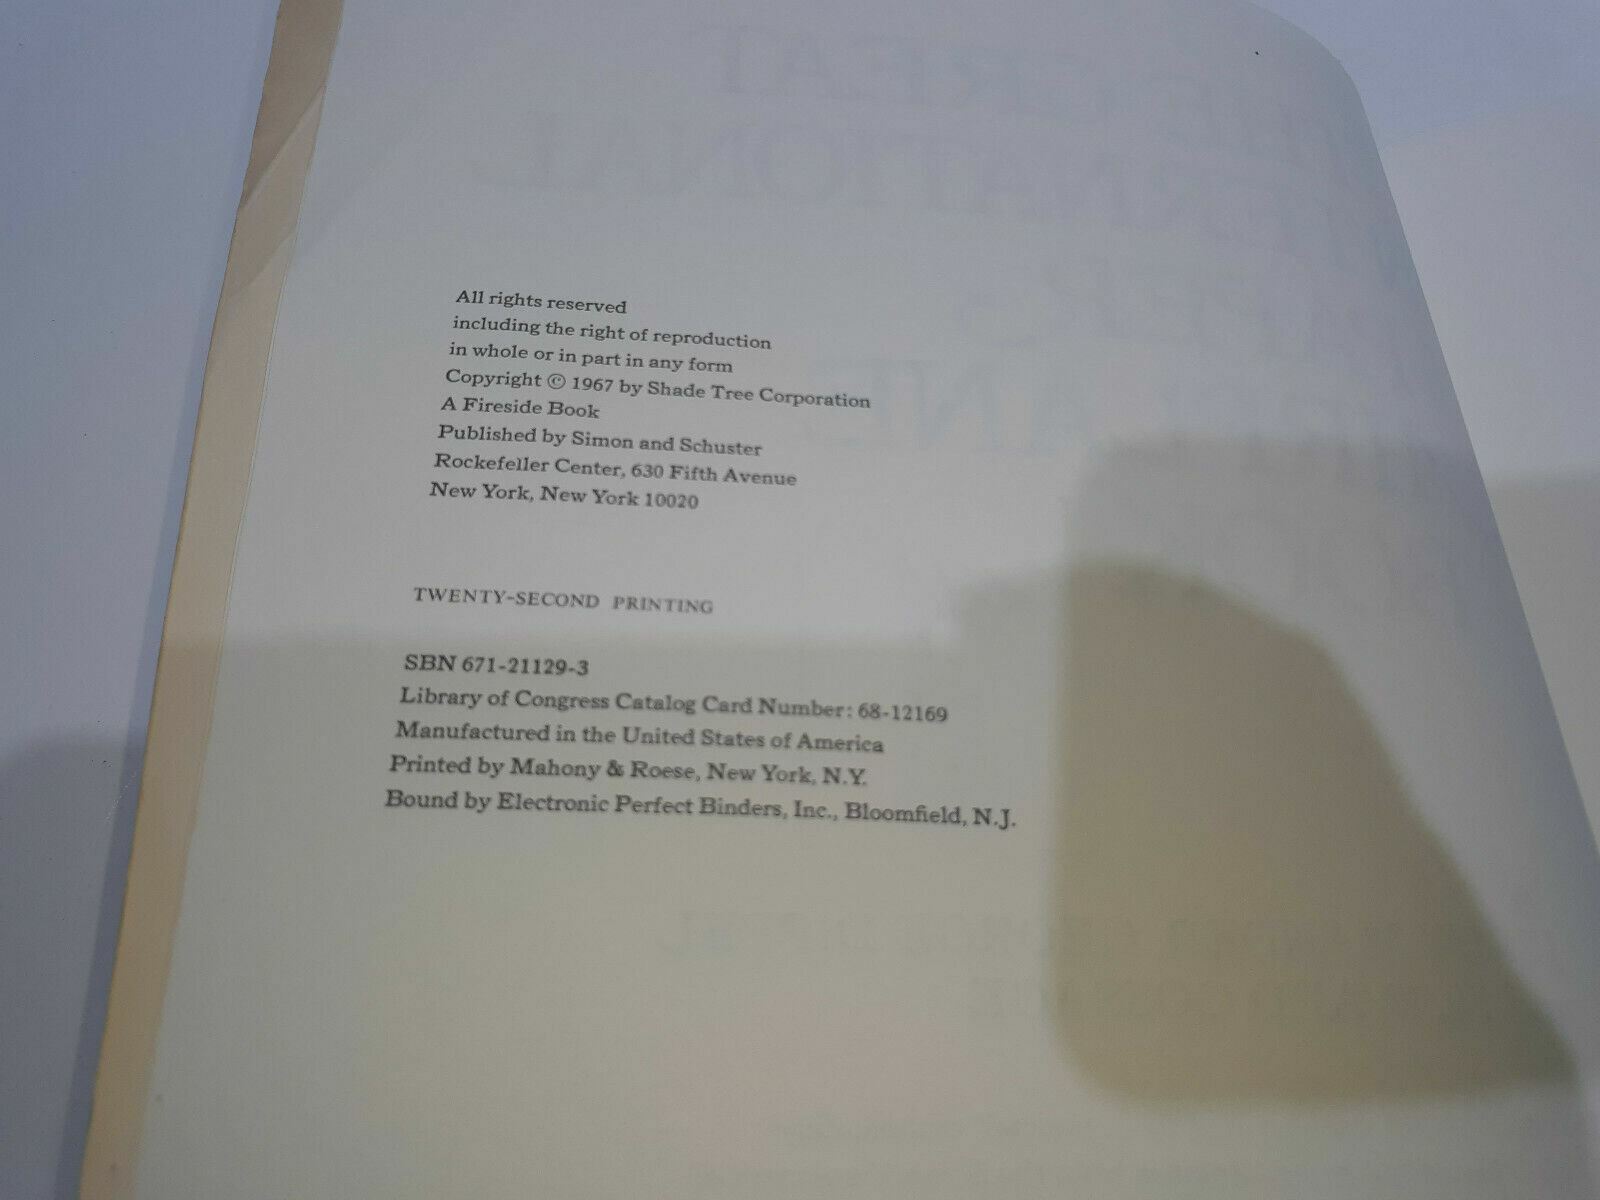 All rights reserved
including the right of reproduction
in whole or in part in any form
Copyright © 1967 by Shade Tree Corporation
A Fireside Book
Published by Simon and Schuster
Rockefeller Center, 630 Fifth Avenue
New York, New York 10020
TWENTY-SECOND PRINTING
SBN 671-21129-3
Library of Congress Catalog Card Number: 68-12169
Manufactured in the United States of America
Printed by Mahony & Roese, New York, N.Y.
Bound by Electronic Perfect Binders, Inc., Bloomfield, N.J.